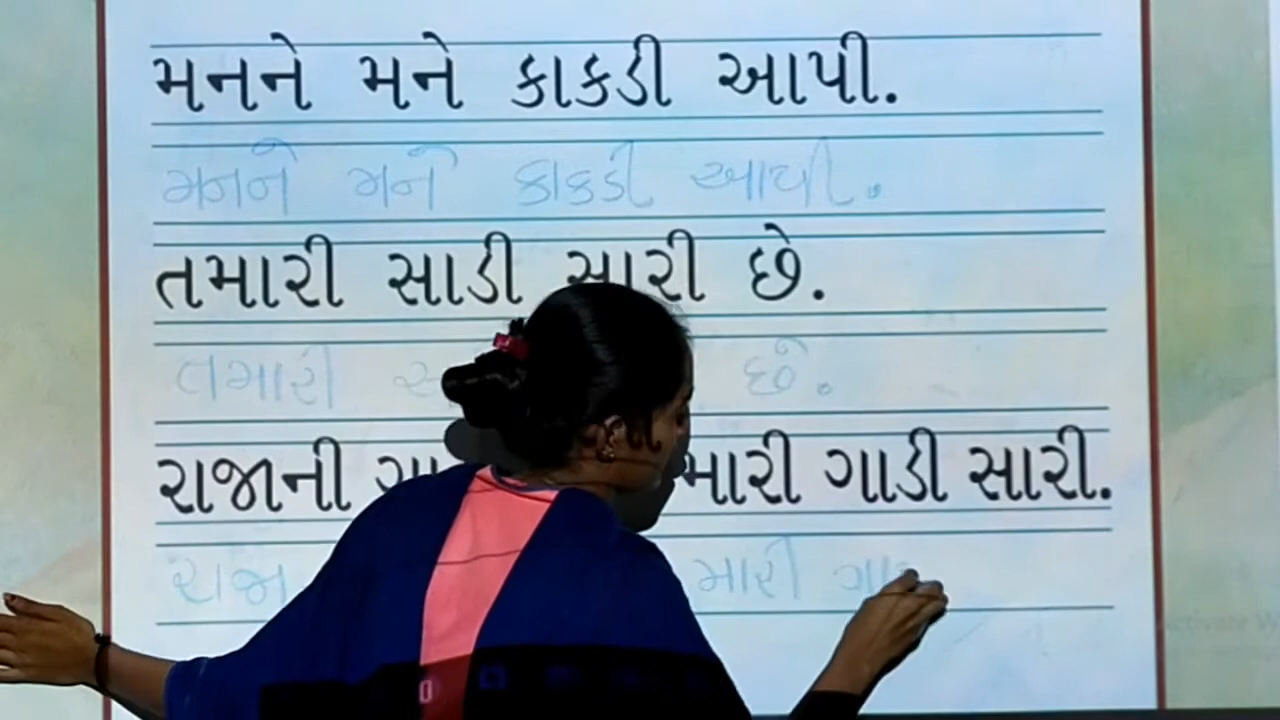 મનને મને કાકડી આપી.
મનને મને કાકડી આપી.
તમારી સાડી સારી છે.
તમારી છે.
રાજાની મારી ગાડી સારી.
રાજા મારી